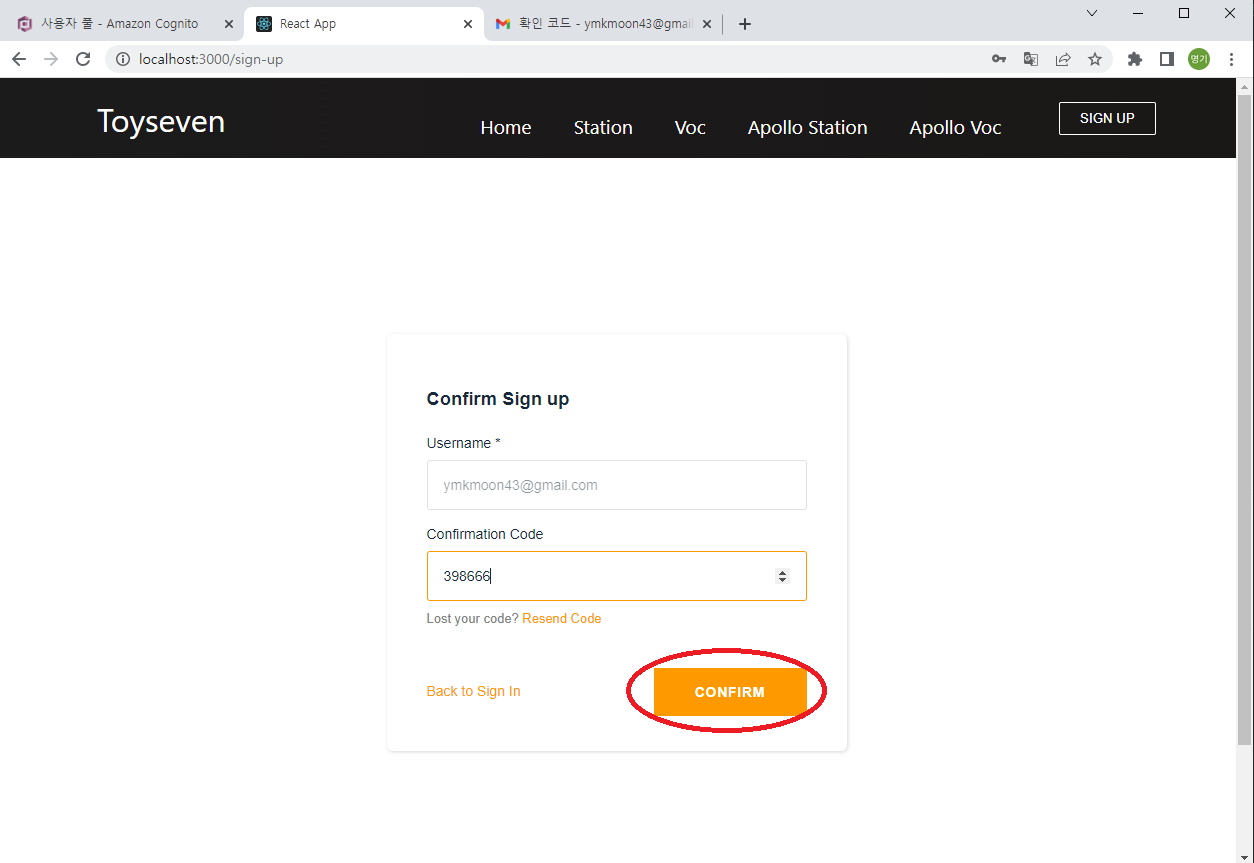 사용자 풀 - Amazon Cognito
React App
확인 코드 - ymkmoon43@gmail
localhost:3000/sign-up
명기
Toyseven
Home Station Voc Apollo Station Apollo Voc
SIGN UP
Confirm Sign up
Username *
ymkmoon43@gmail.com
Confirmation Code
398666
Lost your code? Resend Code
Back to Sign In
CONFIRM